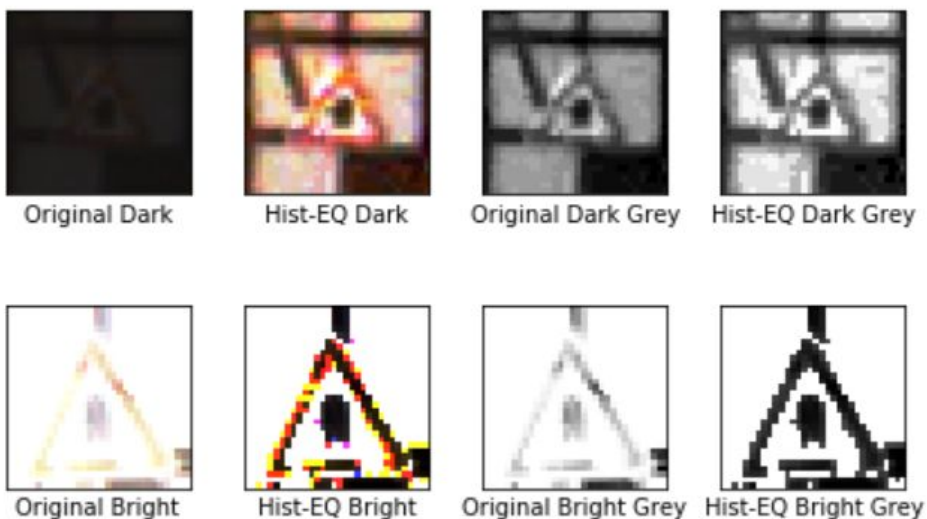 Original Dark
Hist-EQ Dark
Original Dark Grey
Hist-EQ Dark Grey
Original Bright
Hist-EQ Bright
Original Bright Grey
Hist-EQ Bright Grey